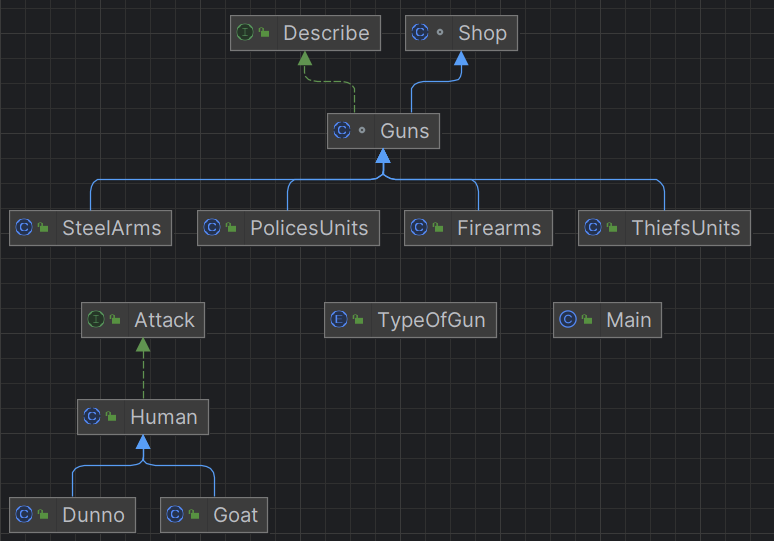 I Describe
C Shop
C Guns
C SteelArms
C PolicesUnits
C Firearms
C ThiefsUnits
I Attack
E TypeOfGun
C Main
C Human
C Dunno
C Goat